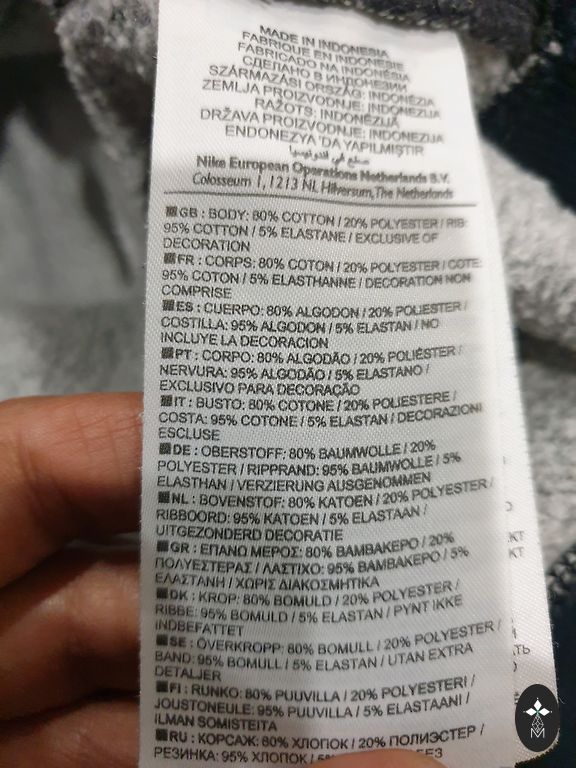 MADE IN INDONESIA
FABRIQUE EN INDONESIE
FABRICADO NA INDONÉSIA
СДЕЛАНО В ИНДОНЕЗИИ
SZÁRMAZÁSI ORSZÁG: INDONÉZIA
ZEMLJA PROIZVODNJE: INDONEZIJA
RAŽOTS: INDONĒZIJĀ
DRŽAVA PROIZVODNJE: INDONEZIJA
ENDONEZYA'DA YAPILMIŞTIR
صنع في اندونيسيا
Nike European Operations Netherlands B.V.
Colosseum 1, 1213 NL Hilversum, The Netherlands
GB : BODY: 80% COTTON / 20% POLYESTER / RIB:
95% COTTON / 5% ELASTANE / EXCLUSIVE OF
DECORATION
FR : CORPS: 80% COTON / 20% POLYESTER / COTE:
95% COTON / 5% ELASTHANNE / DECORATION NON
COMPRISE
ES : CUERPO: 80% ALGODON / 20% POLIESTER /
COSTILLA: 95% ALGODON / 5% ELASTAN / NO
INCLUYE LA DECORACION
PT : CORPO: 80% ALGODÃO / 20% POLIÉSTER /
NERVURA: 95% ALGODÃO / 5% ELASTANO /
EXCLUSIVO PARA DECORAÇÃO
IT : BUSTO: 80% COTONE / 20% POLIESTERE /
COSTA: 95% COTONE / 5% ELASTAN / DECORAZIONI
ESCLUSE
DE : OBERSTOFF: 80% BAUMWOLLE / 20%
POLYESTER / RIPPRAND: 95% BAUMWOLLE / 5%
ELASTHAN / VERZIERUNG AUSGENOMMEN
NL : BOVENSTOF: 80% KATOEN / 20% POLYESTER /
RIBBOORD: 95% KATOEN / 5% ELASTAAN /
UITGEZONDERD DECORATIE
GR : ΕΠΑΝΩ ΜΕΡΟΣ: 80% ΒΑΜΒΑΚΕΡΟ / 20%
ΠΟΛΥΕΣΤΕΡΑΣ / ΛΑΣΤΙΧΟ: 95% ΒΑΜΒΑΚΕΡΟ / 5%
ΕΛΑΣΤΑΝΗ / ΧΩΡΙΣ ΔΙΑΚΟΣΜΗΤΙΚΑ
DK : KROP: 80% BOMULD / 20% POLYESTER /
RIBBE: 95% BOMULD / 5% ELASTAN / PYNT IKKE
INDBEFATTET
SE : ÖVERKROPP: 80% BOMULL / 20% POLYESTER /
BAND: 95% BOMULL / 5% ELASTAN / UTAN EXTRA
DETALJER
FI : RUNKO: 80% PUUVILLA / 20% POLYESTERI /
JOUSTONEULE: 95% PUUVILLA / 5% ELASTAANI /
ILMAN SOMISTEITA
RU : КОРСАЖ: 80% ХЛОПОК / 20% ПОЛИЭСТЕР /
РЕЗИНКА: 95% ХЛОПОК /